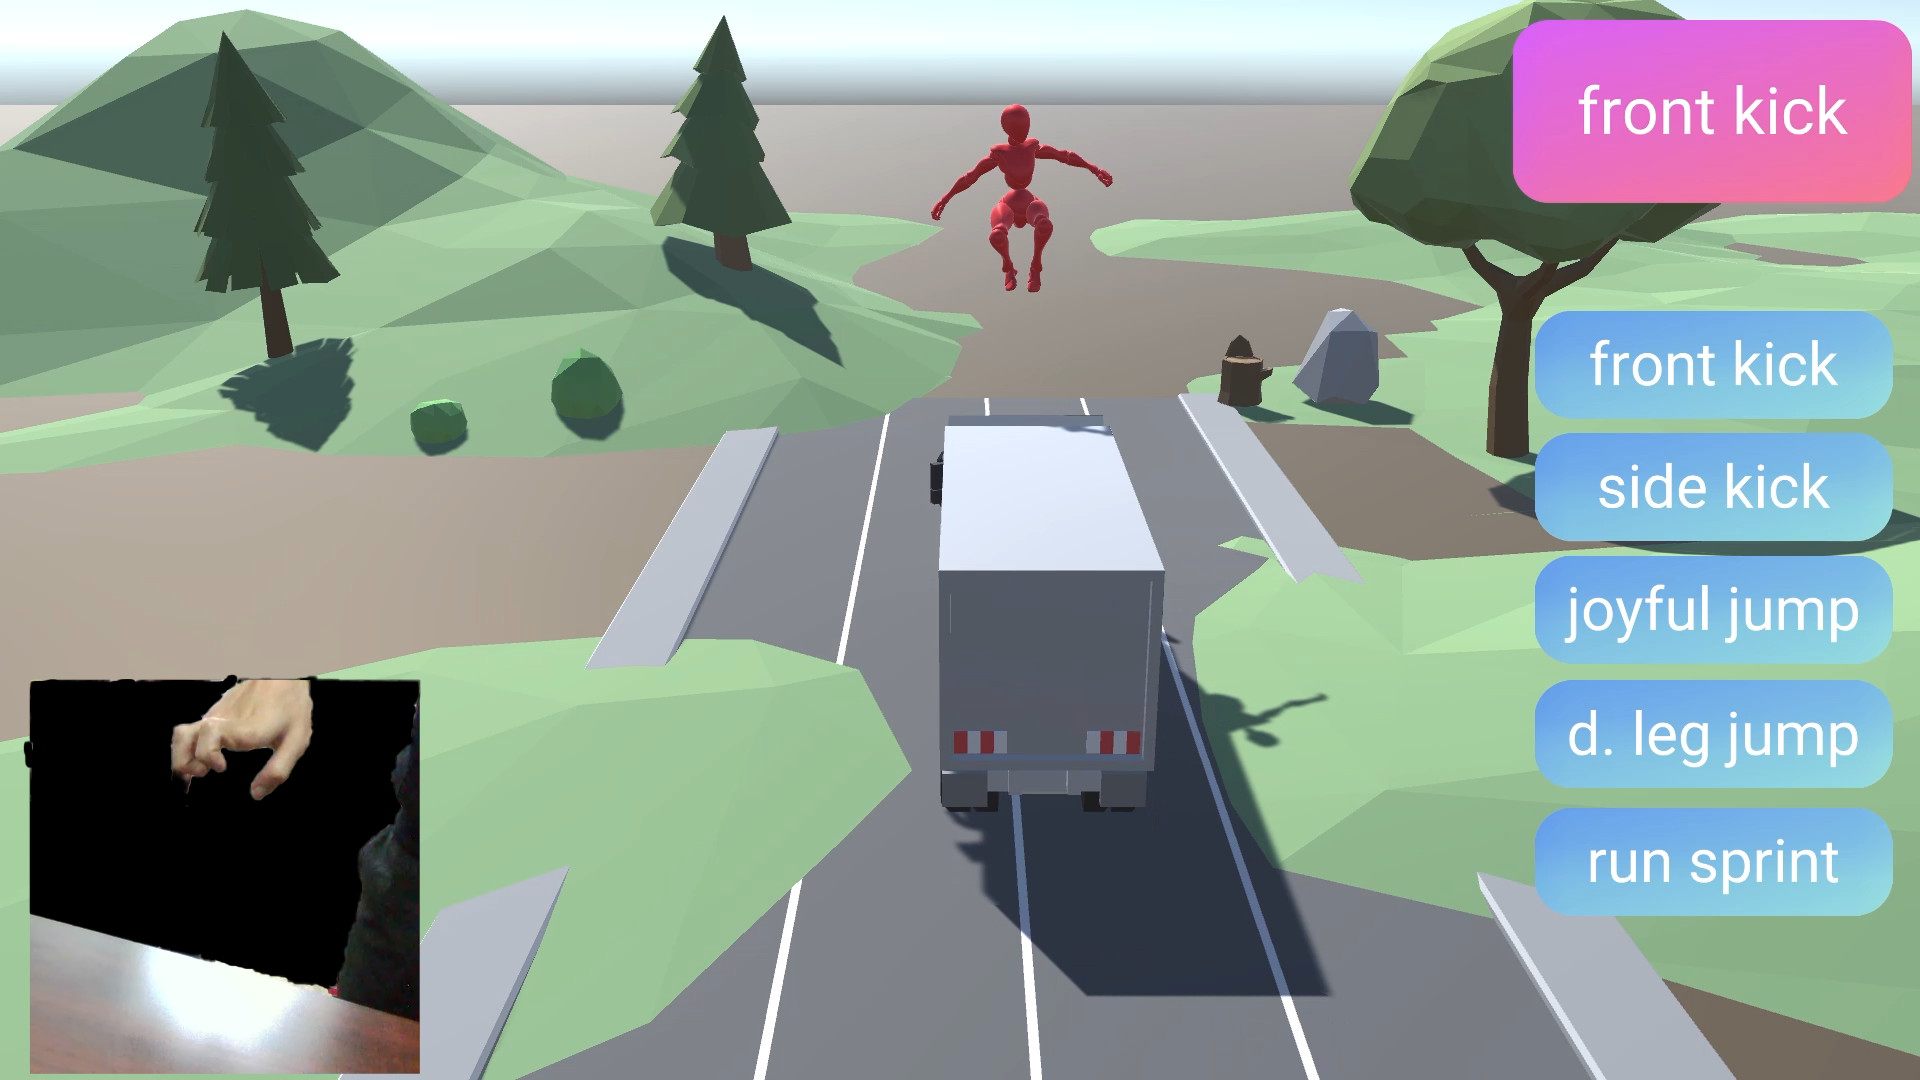 front kick
front kick
side kick
joyful jump
d. leg jump
run sprint